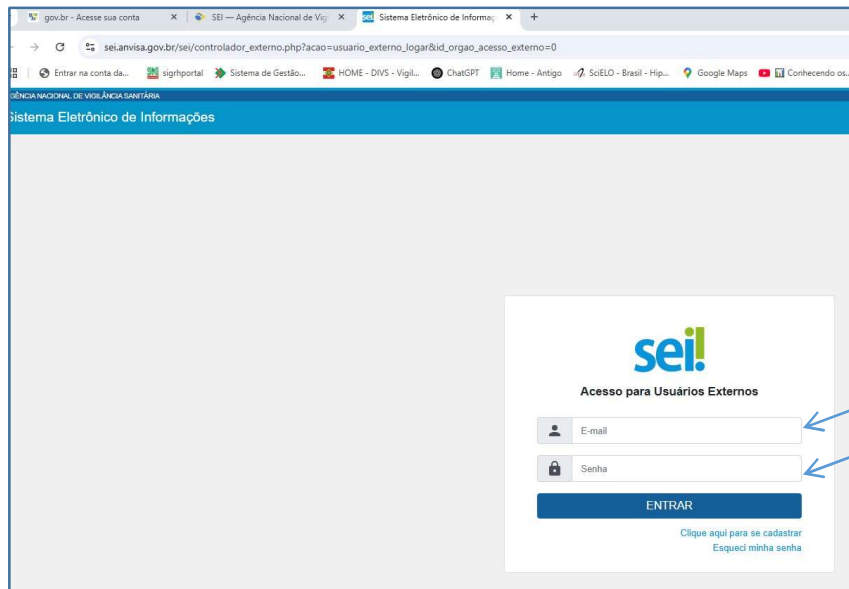 gov.br - Acesse sua conta
SEI — Agência Nacional de Vig
Sistema Eletrônico de Informaç
sei.anvisa.gov.br/sei/controlador_externo.php?acao=usuario_externo_logar&id_orgao_acesso_externo=0
Entrar na conta da... sigrhportal Sistema de Gestão... HOME - DIVS - Vigil... ChatGPT Home - Antigo SciELO - Brasil - Hip... Google Maps Conhecendo os...
GÊNCIA NACIONAL DE VIGILÂNCIA SANITÁRIA
Sistema Eletrônico de Informações
sei!
Acesso para Usuários Externos
E-mail
Senha
ENTRAR
Clique aqui para se cadastrar
Esqueci minha senha